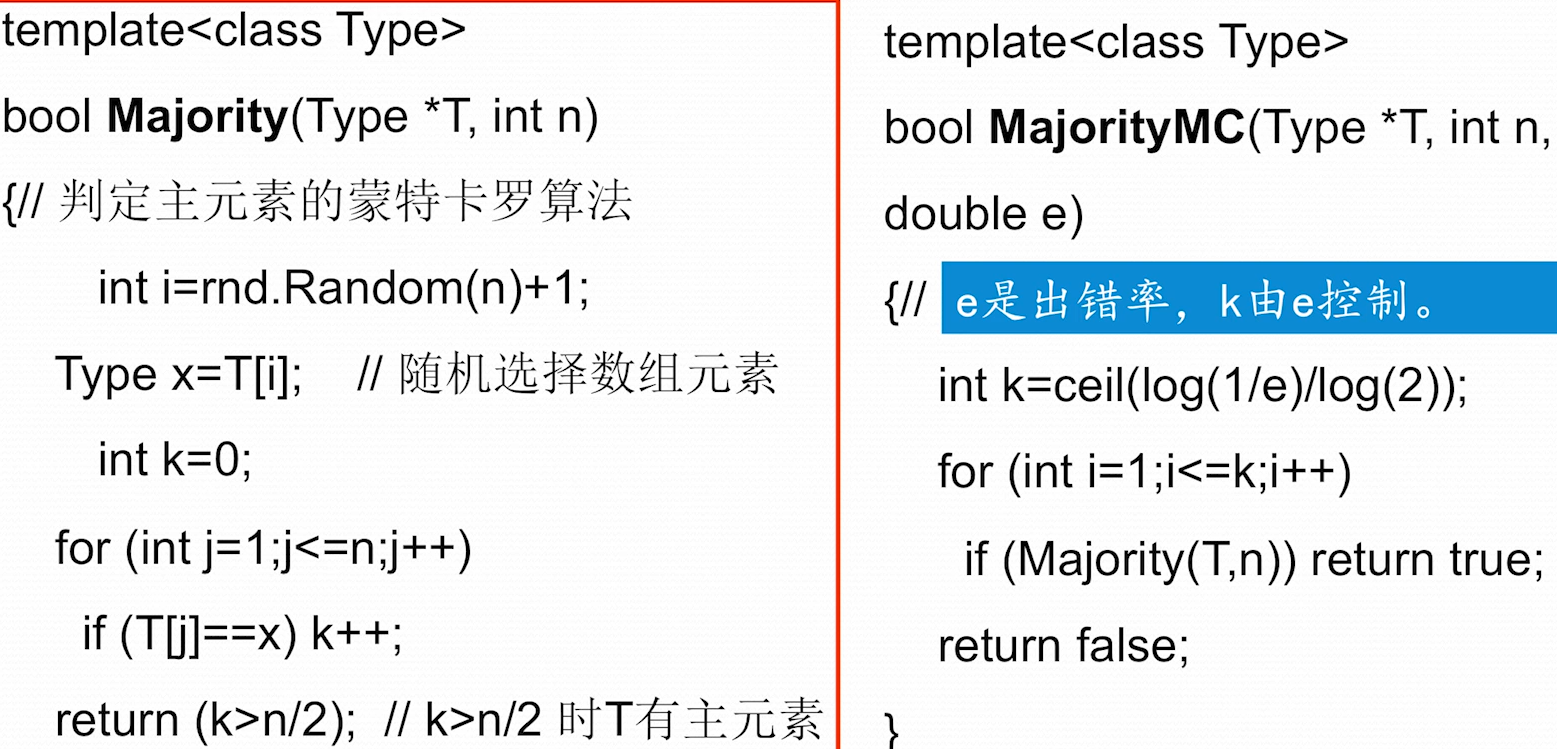 template<class Type>
bool Majority(Type *T, int n)
{// 判定主元素的蒙特卡罗算法
int i=rnd.Random(n)+1;
Type x=T[i]; // 随机选择数组元素
int k=0;
for (int j=1;j<=n;j++)
if (T[j]==x) k++;
return (k>n/2); // k>n/2 时T有主元素
template<class Type>
bool MajorityMC(Type *T, int n,
double e)
{// e是出错率，k由e控制。
int k=ceil(log(1/e)/log(2));
for (int i=1;i<=k;i++)
if (Majority(T,n)) return true;
return false;
}